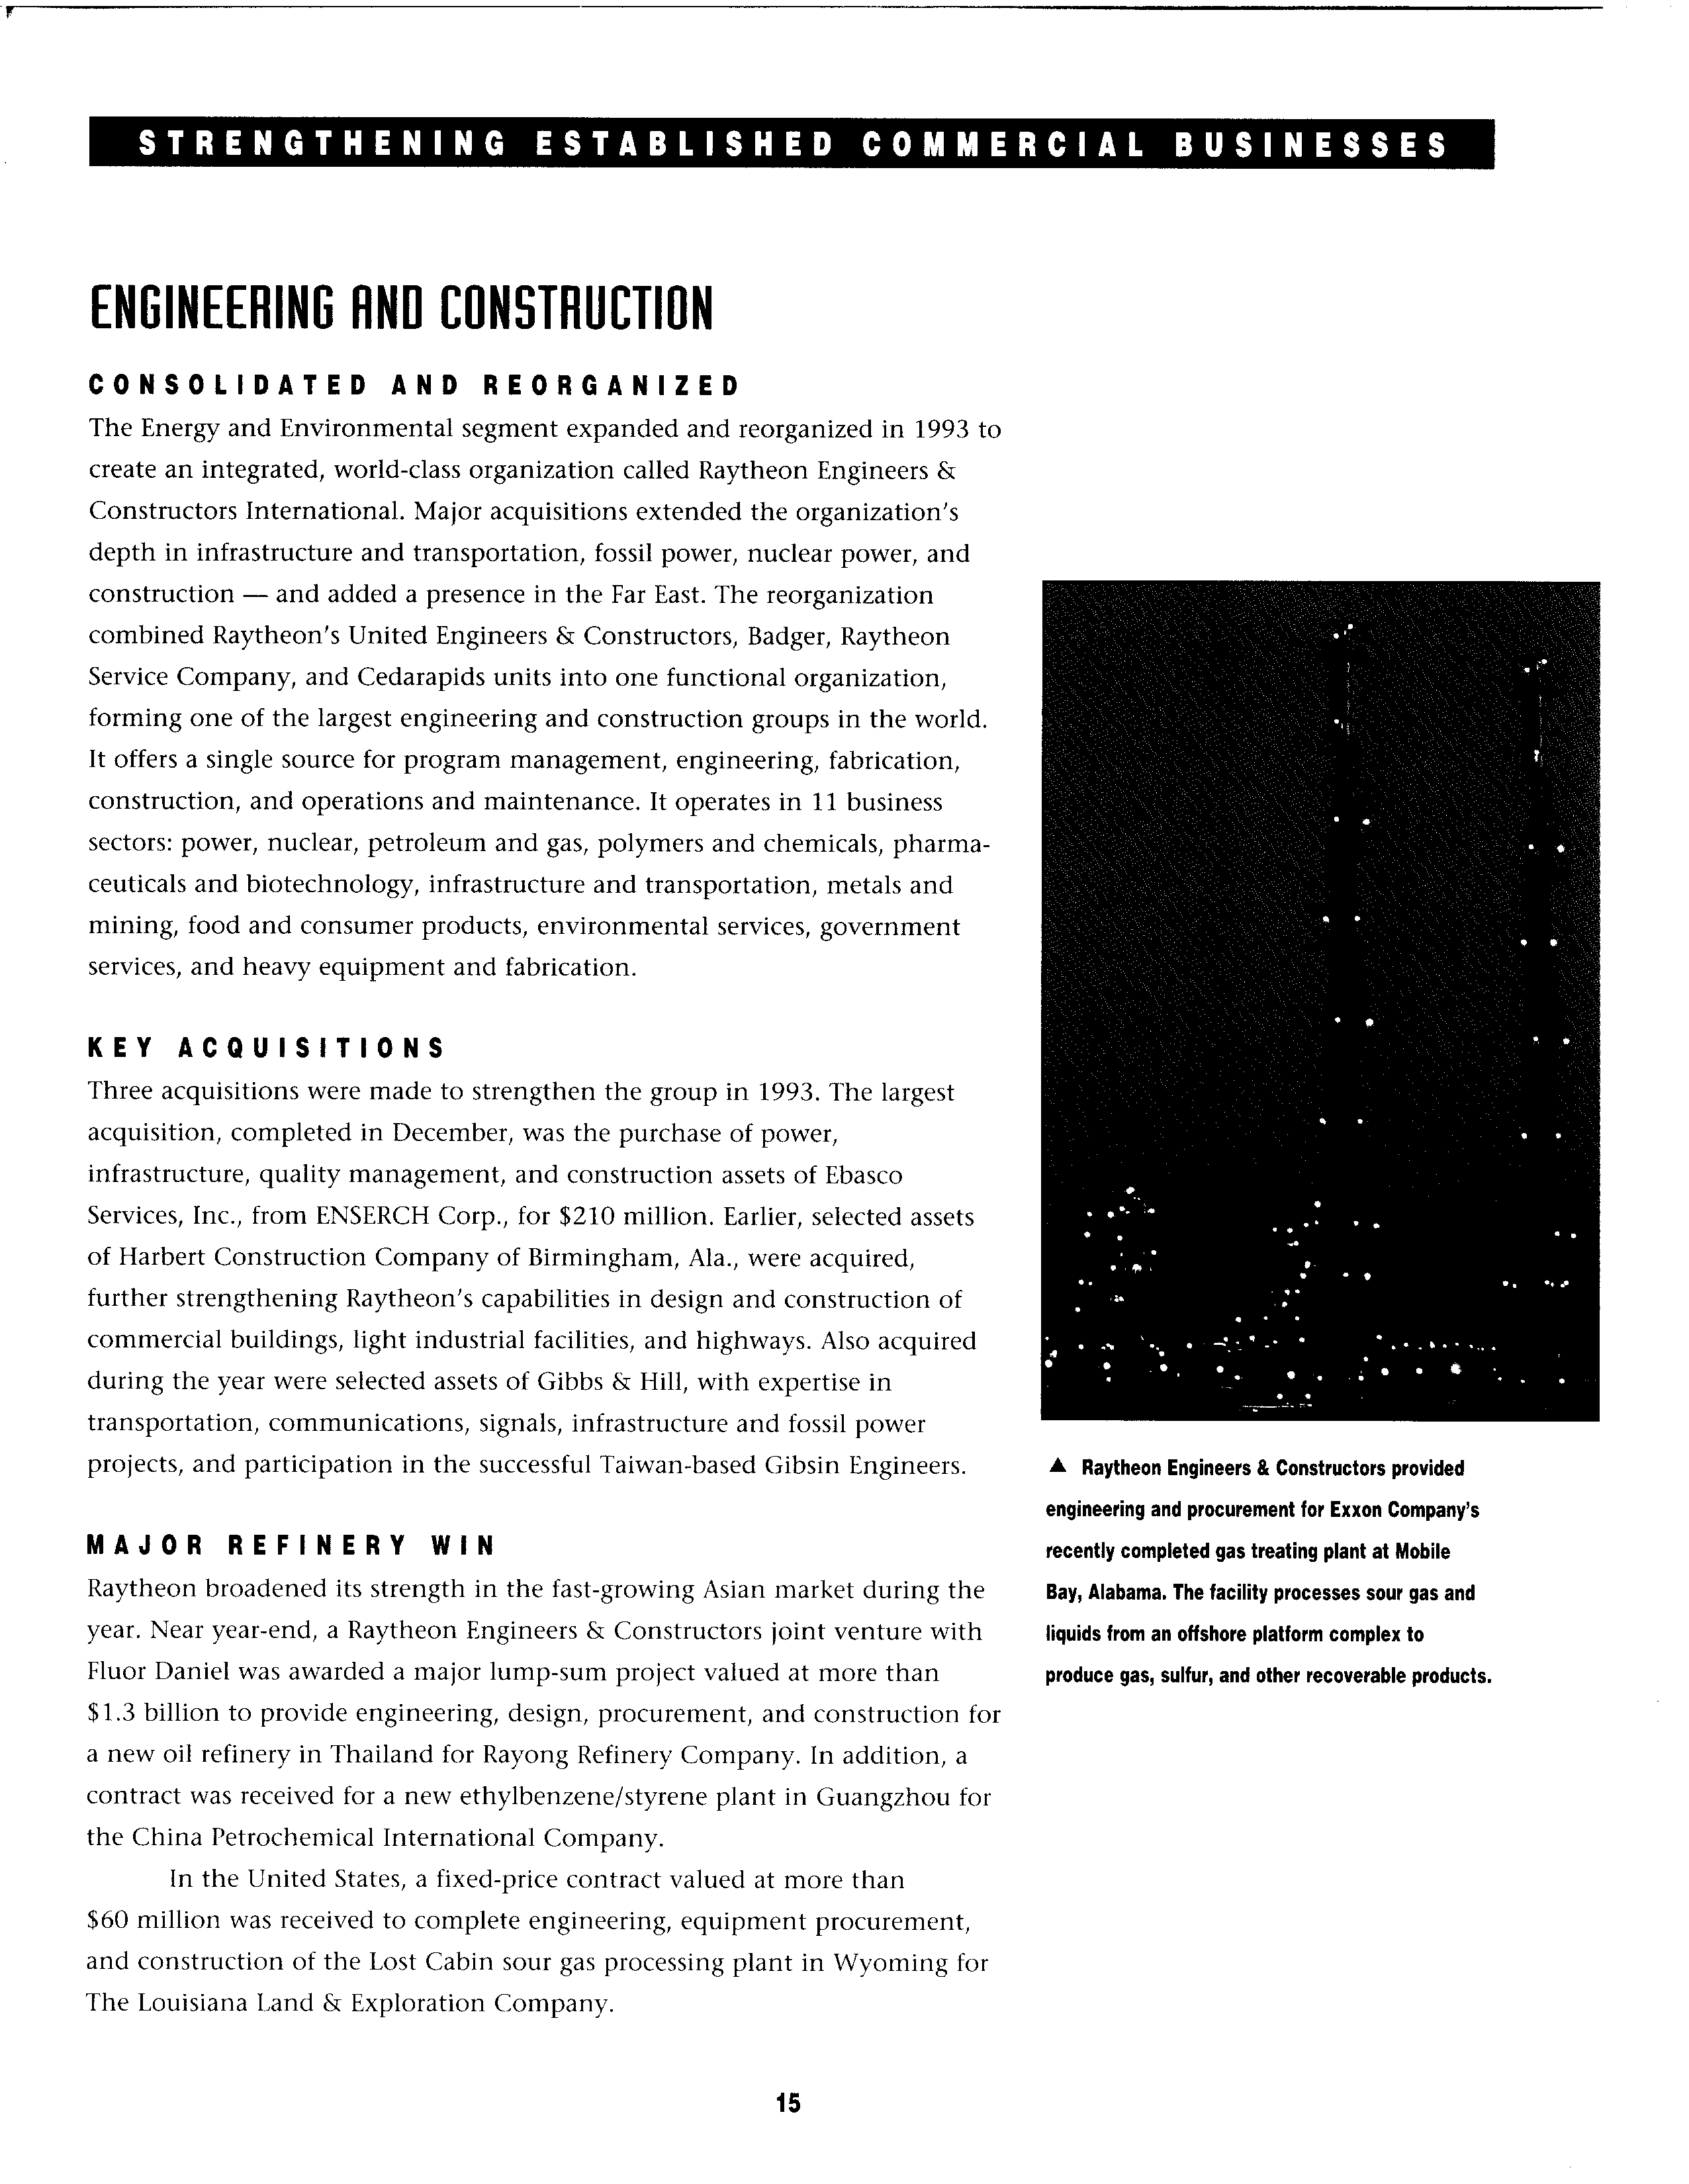 STRENGTHENING ESTABLISHED COMMERCIAL BUSINESSES
ENGINEERING AND CONSTRUCTION
CONSOLIDATED AND REORGANIZED
The Energy and Environmental segment expanded and reorganized in 1993 to
create an integrated, world-class organization called Raytheon Engineers &
Constructors International. Major acquisitions extended the organization's
depth in infrastructure and transportation, fossil power, nuclear power, and
construction — and added a presence in the Far East. The reorganization
combined Raytheon's United Engineers & Constructors, Badger, Raytheon
Service Company, and Cedarapids units into one functional organization,
forming one of the largest engineering and construction groups in the world.
It offers a single source for program management, engineering, fabrication,
construction, and operations and maintenance. It operates in 11 business
sectors: power, nuclear, petroleum and gas, polymers and chemicals, pharma-
ceuticals and biotechnology, infrastructure and transportation, metals and
mining, food and consumer products, environmental services, government
services, and heavy equipment and fabrication.
KEY ACQUISITIONS
Three acquisitions were made to strengthen the group in 1993. The largest
acquisition, completed in December, was the purchase of power,
infrastructure, quality management, and construction assets of Ebasco
Services, Inc., from ENSERCH Corp., for $210 million. Earlier, selected assets
of Harbert Construction Company of Birmingham, Ala., were acquired,
further strengthening Raytheon's capabilities in design and construction of
commercial buildings, light industrial facilities, and highways. Also acquired
during the year were selected assets of Gibbs & Hill, with expertise in
transportation, communications, signals, infrastructure and fossil power
projects, and participation in the successful Taiwan-based Gibsin Engineers.
MAJOR REFINERY WIN
Raytheon broadened its strength in the fast-growing Asian market during the
year. Near year-end, a Raytheon Engineers & Constructors joint venture with
Fluor Daniel was awarded a major lump-sum project valued at more than
$1.3 billion to provide engineering, design, procurement, and construction for
a new oil refinery in Thailand for Rayong Refinery Company. In addition, a
contract was received for a new ethylbenzene/styrene plant in Guangzhou for
the China Petrochemical International Company.
In the United States, a fixed-price contract valued at more than
$60 million was received to complete engineering, equipment procurement,
and construction of the Lost Cabin sour gas processing plant in Wyoming for
The Louisiana Land & Exploration Company.
▲ Raytheon Engineers & Constructors provided
engineering and procurement for Exxon Company's
recently completed gas treating plant at Mobile
Bay, Alabama. The facility processes sour gas and
liquids from an offshore platform complex to
produce gas, sulfur, and other recoverable products.
15